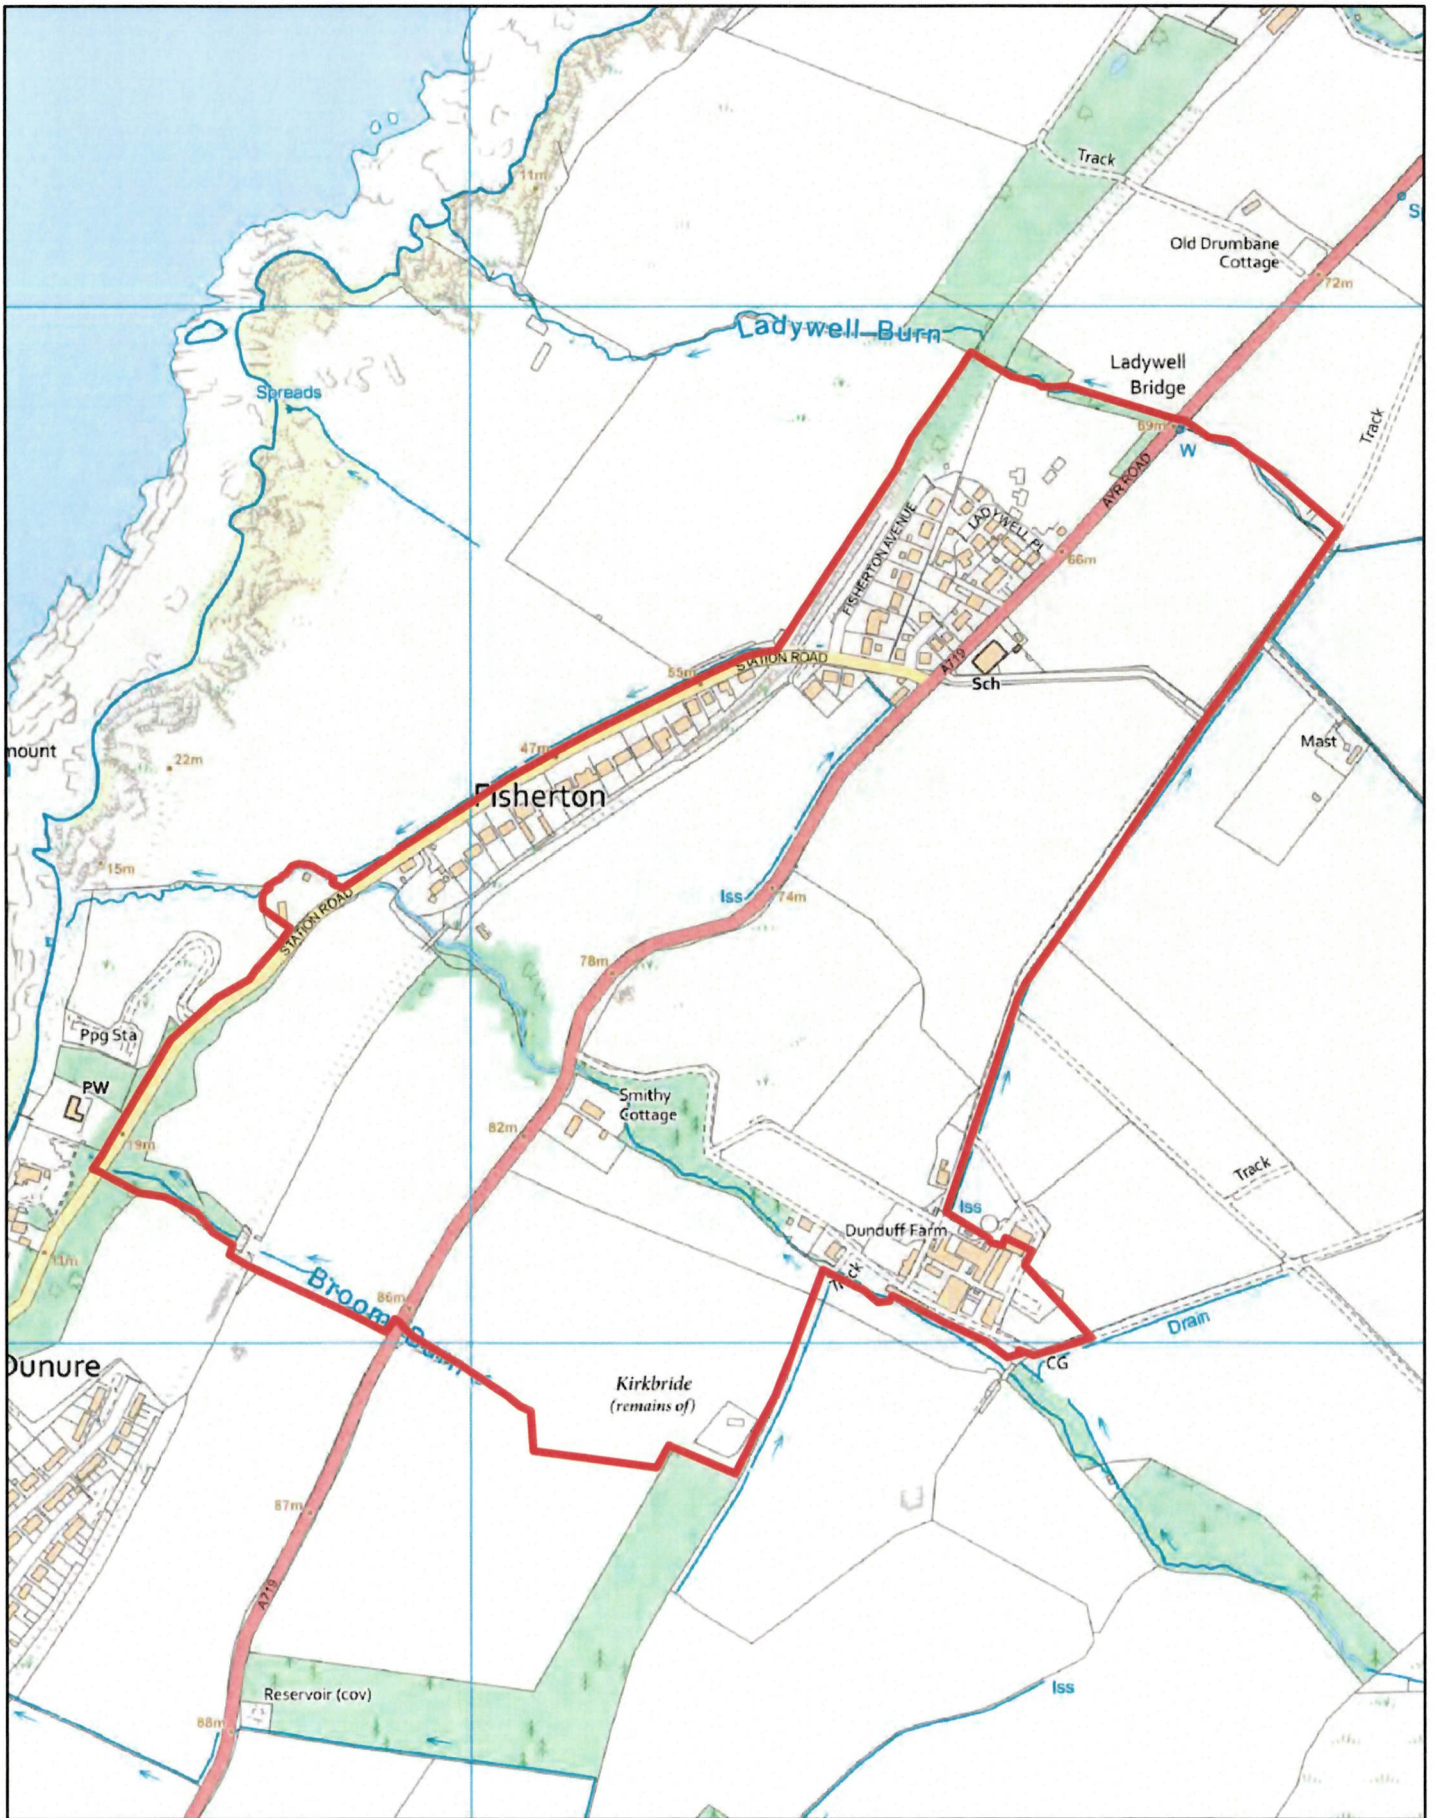 11m
Track
Old Drumbane
Cottage
72m
Ladywell Burn
Ladywell
Bridge
Spreads
69m
W
Track
AYR ROAD
LADYWELL PL
FISHERTON AVENUE
66m
STATION ROAD
A719
55m
Sch
mount
22m
47m
Mast
Fisherton
15m
Iss
74m
STATION ROAD
78m
Ppg Sta
PW
Smithy
Cottage
82m
19m
Track
Iss
Dunduff Farm
11m
Track
Broom Burn
86m
Drain
Dunure
CG
Kirkbride
(remains of)
87m
A719
Reservoir (cov)
Iss
88m